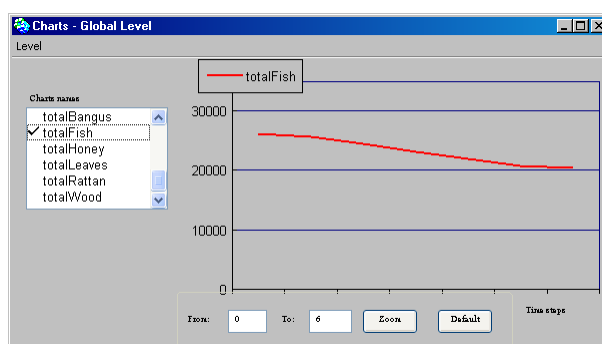 Charts - Global Level
Level
totalFish
Charts names
totalBangus
totalFish
totalHoney
totalLeaves
totalRattan
totalWood
30000
20000
10000
0
From:
0
To:
6
Zoom
Default
Time steps